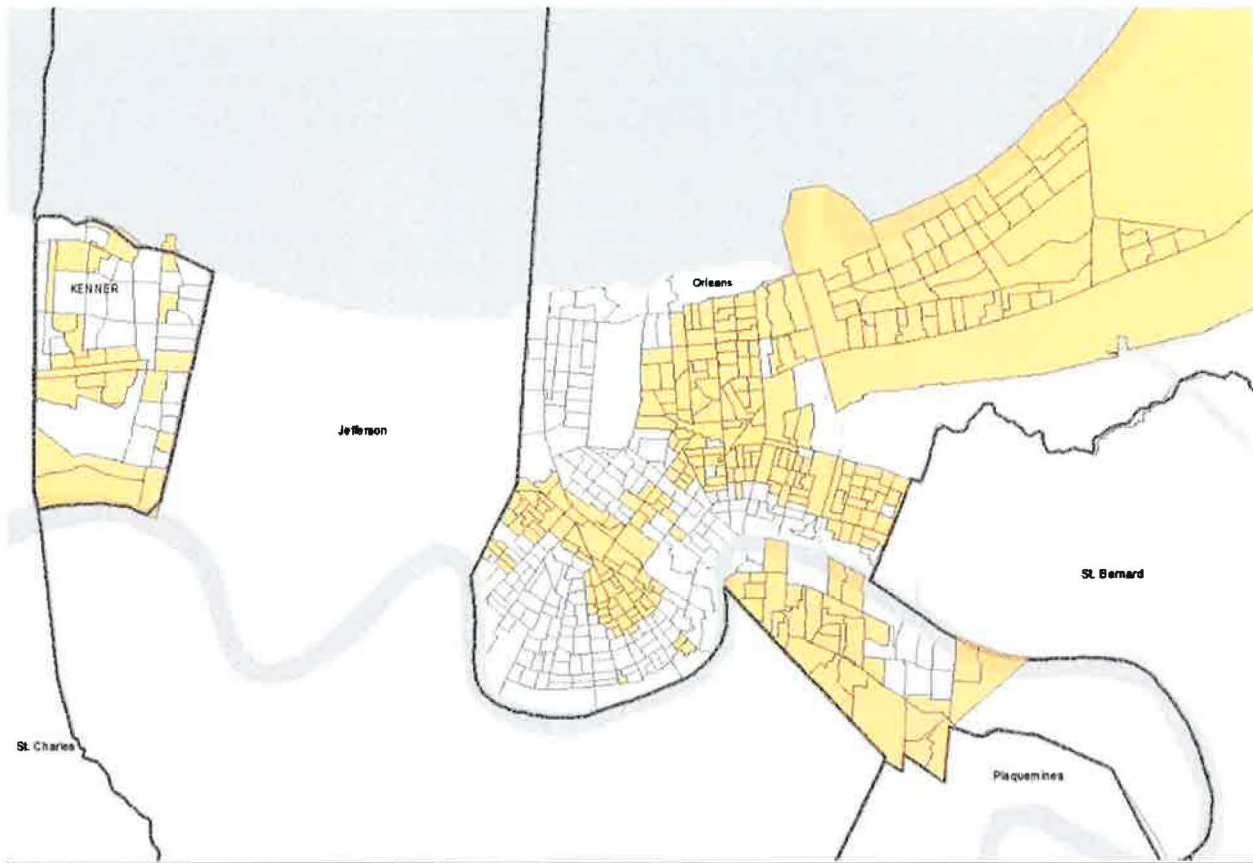 Orleans
KENNER
Jefferson
St. Bernard
St. Charles
Plaquemines